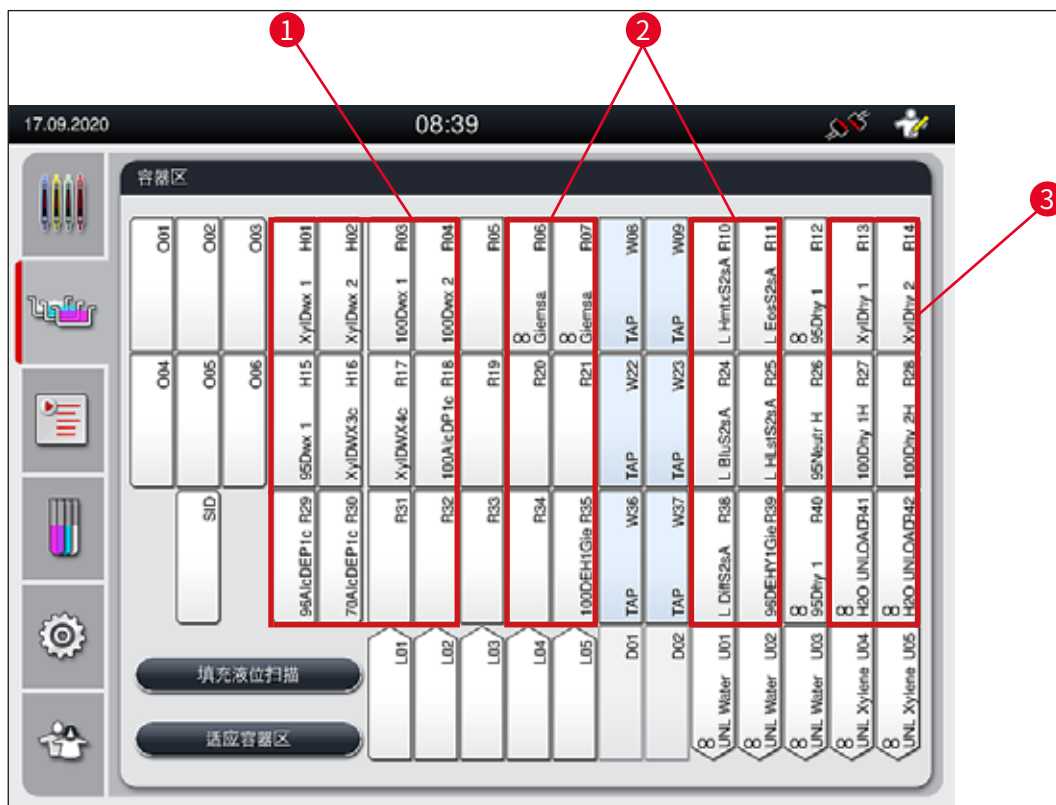 1
2
3
17.09.2020
08:39
容器区
O01
O02
O03
XylDwx 1 H01
XylDwx 2 H02
100Dwx 1 R03
100Dwx 2 R04
R05
∞ Giemsa R06
∞ Giemsa R07
TAP W08
TAP W09
L HmtxS2sA R10
L EosS2sA R11
∞ 95Dhy 1 R12
XylDhy 1 R13
XylDhy 2 R14
O04
O05
O06
95Dwx 1 H15
XylDWX3c H16
XylDWX4c R17
100AlcDP1c R18
R19
R20
R21
TAP W22
TAP W23
L BluS2sA R24
L HLstS2sA R25
95Neutr H R26
100Dhy 1H R27
100Dhy 2H R28
SID
96AlcDEP1c R29
70AlcDEP1c R30
R31
R32
R33
R34
100DEH1Gie R35
TAP W36
TAP W37
L DiffS2sA R38
96DEHY1Gie R39
∞ 95Dhy 1 R40
∞ H2O UNLOADR41
∞ H2O UNLOADR42
填充液位扫描
适应容器区
L01
L02
L03
L04
L05
D01
D02
∞ UNL Water U01
∞ UNL Water U02
∞ UNL Water U03
∞ UNL Xylene U04
∞ UNL Xylene U05